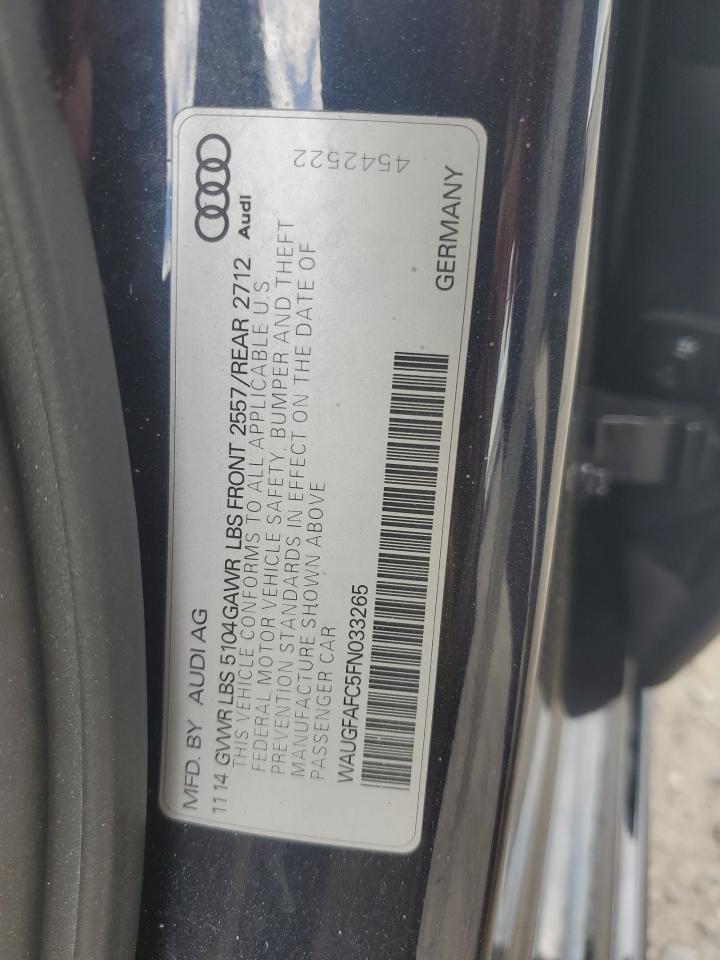 MFD. BY AUDI AG
11 14 GVWR LBS 5104 GAWR LBS FRONT 2557/REAR 2712
Audi
THIS VEHICLE CONFORMS TO ALL APPLICABLE U.S.
FEDERAL MOTOR VEHICLE SAFETY. BUMPER AND THEFT
PREVENTION STANDARDS IN EFFECT ON THE DATE OF
MANUFACTURE SHOWN ABOVE
PASSENGER CAR
4542522
WAUGFAFC5FN033265
GERMANY